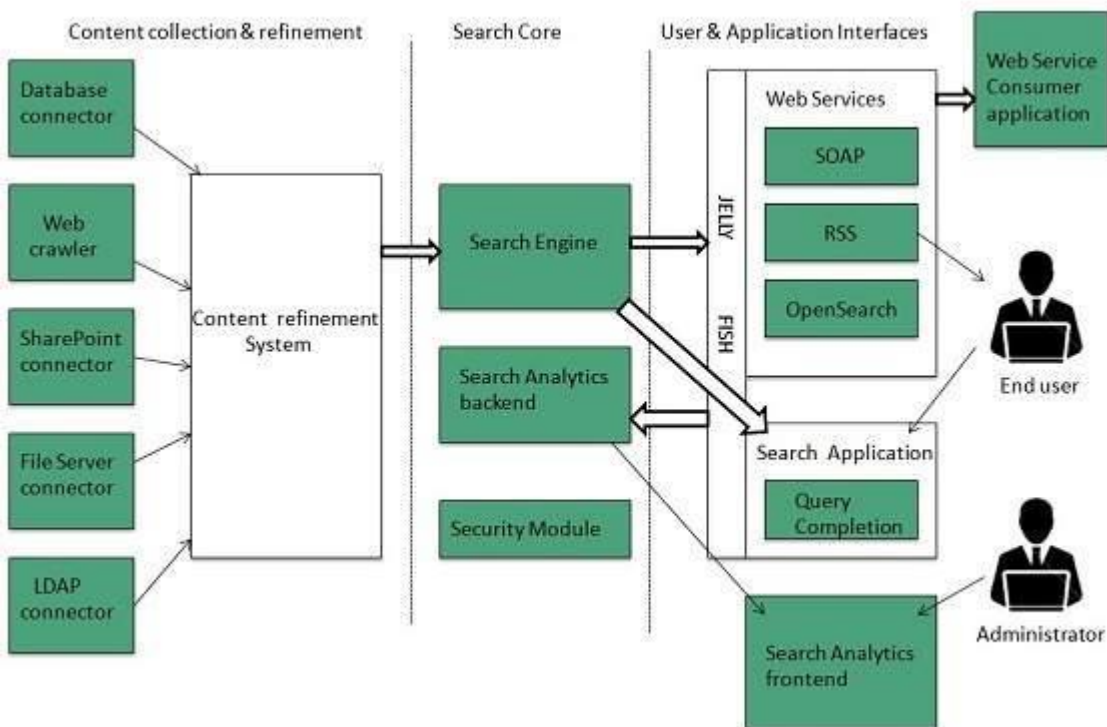 Content collection & refinement
Search Core
User & Application Interfaces
Database
connector
Web
crawler
SharePoint
connector
File Server
connector
LDAP
connector
Content refinement
System
Search Engine
Search Analytics
backend
Security Module
JELLY
FISH
Web Services
SOAP
RSS
OpenSearch
Search Application
Query
Completion
Search Analytics
frontend
Web Service
Consumer
application
End user
Administrator